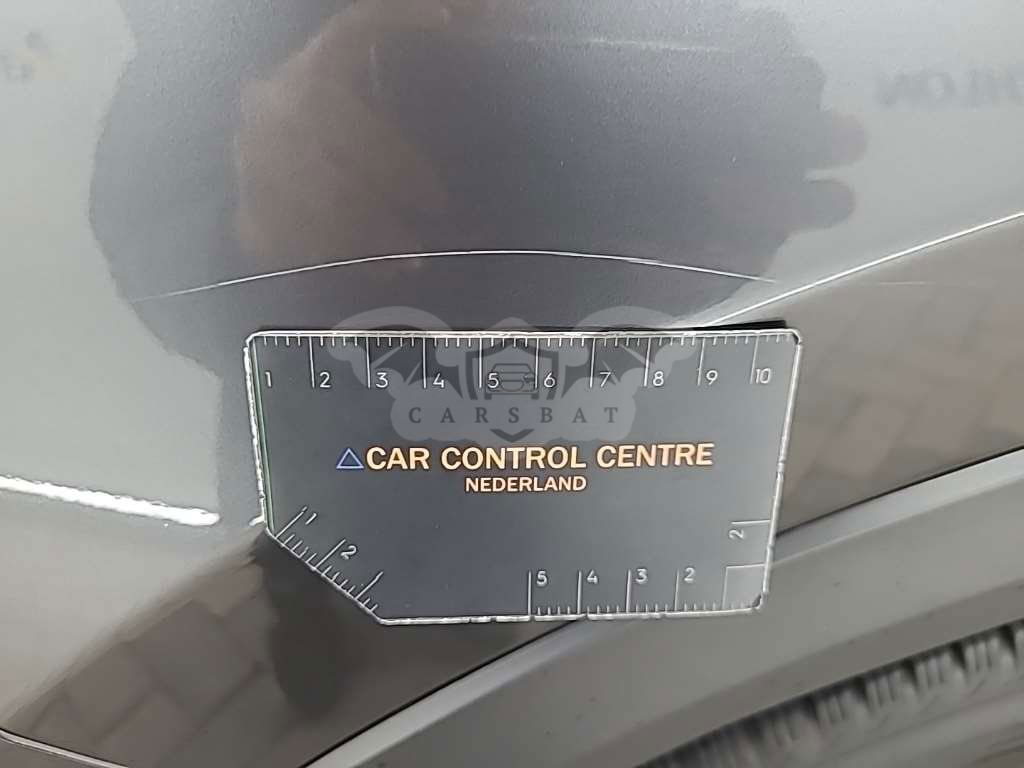 1 2 3 4 5 6 7 8 9 10
CARSBAT
CAR CONTROL CENTRE
NEDERLAND
2
1 2
5 4 3 2